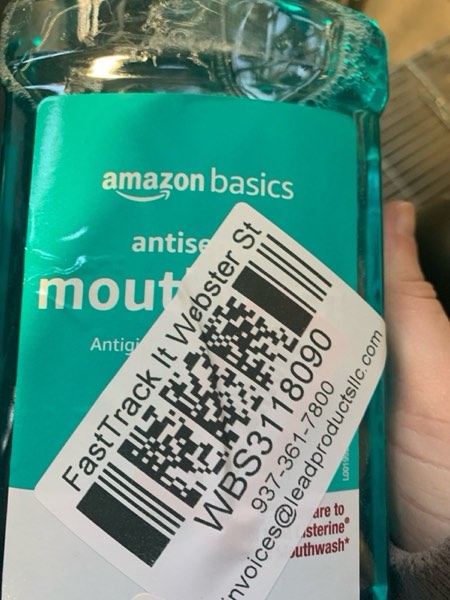 amazon basics
antise
mout
Antigi
FastTrack It Webster St
WBS3118090
937-361-7800
nvoices@leadproductsllc.com
are to
isterine®
outhwash*